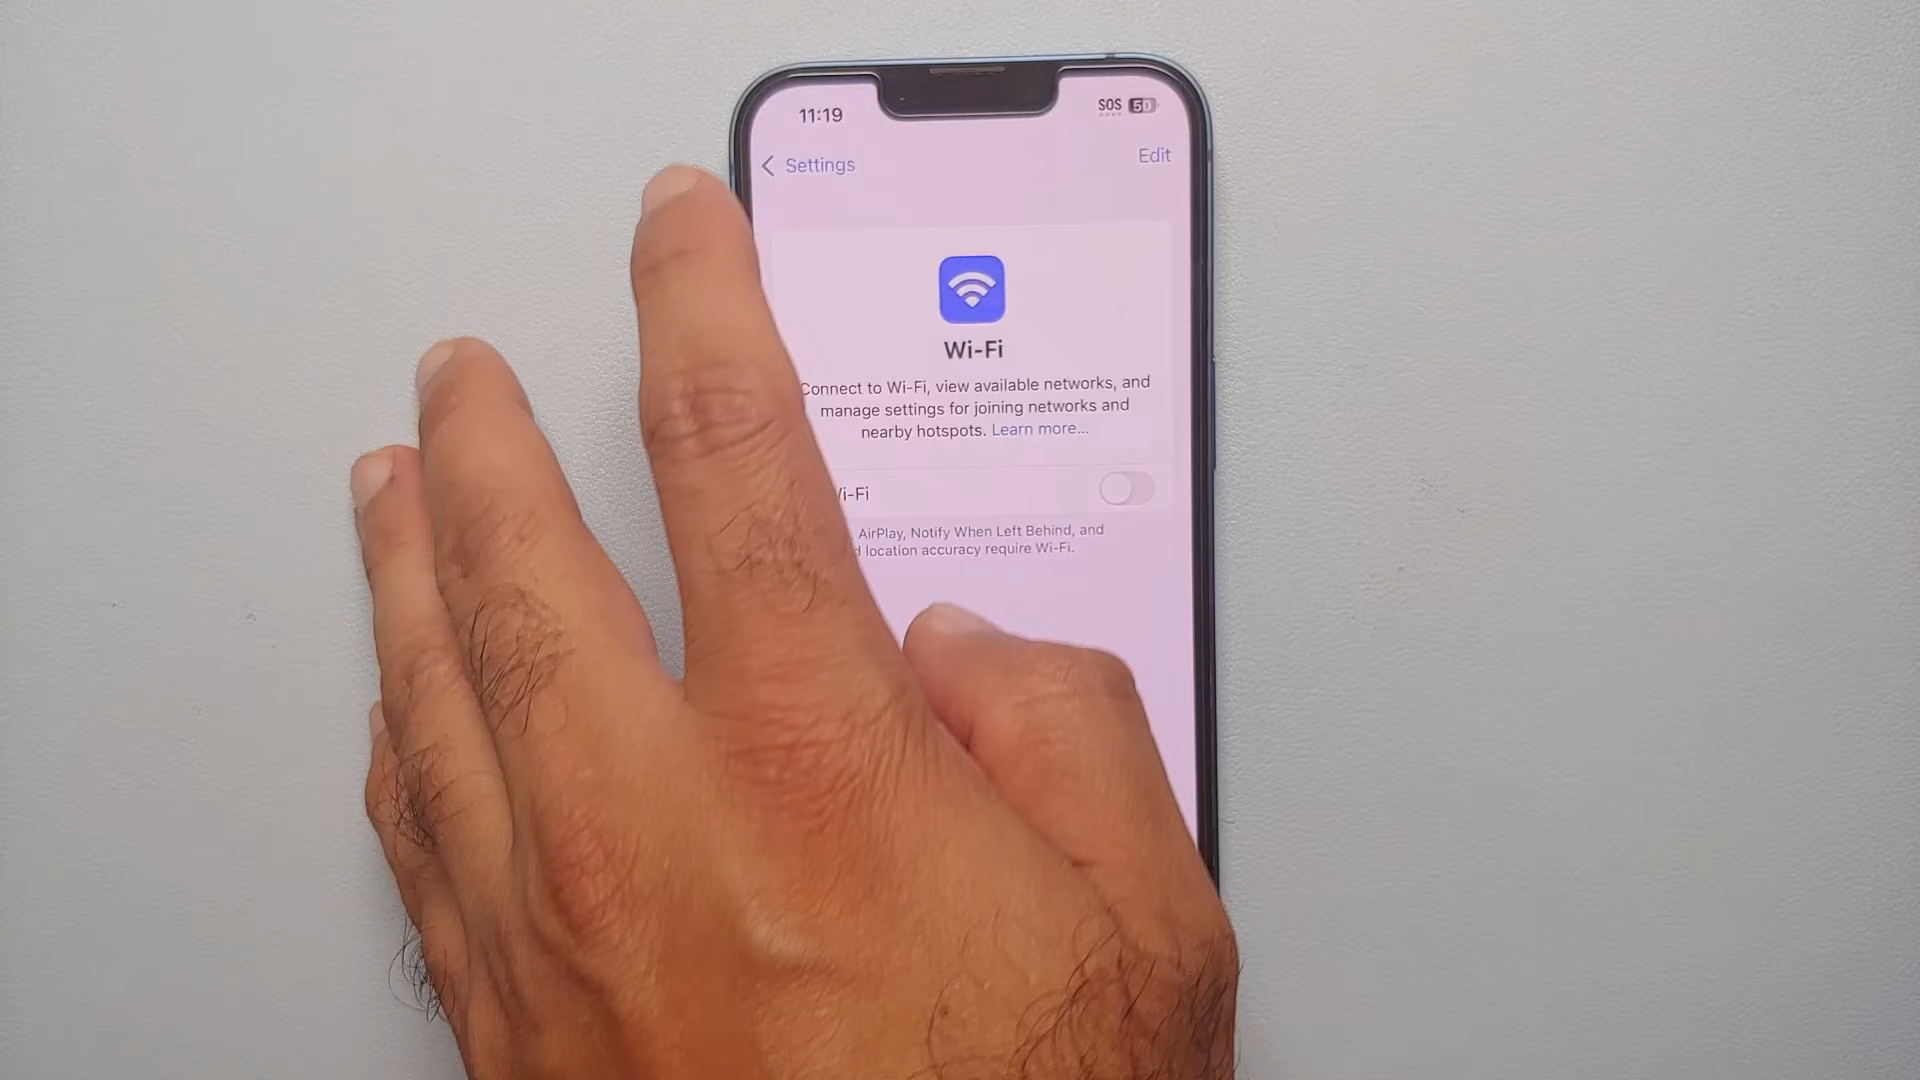 11:19
SOS 50
Settings
Edit
Wi-Fi
Connect to Wi-Fi, view available networks, and
manage settings for joining networks and
nearby hotspots. Learn more...
i-Fi
AirPlay, Notify When Left Behind, and
location accuracy require Wi-Fi.